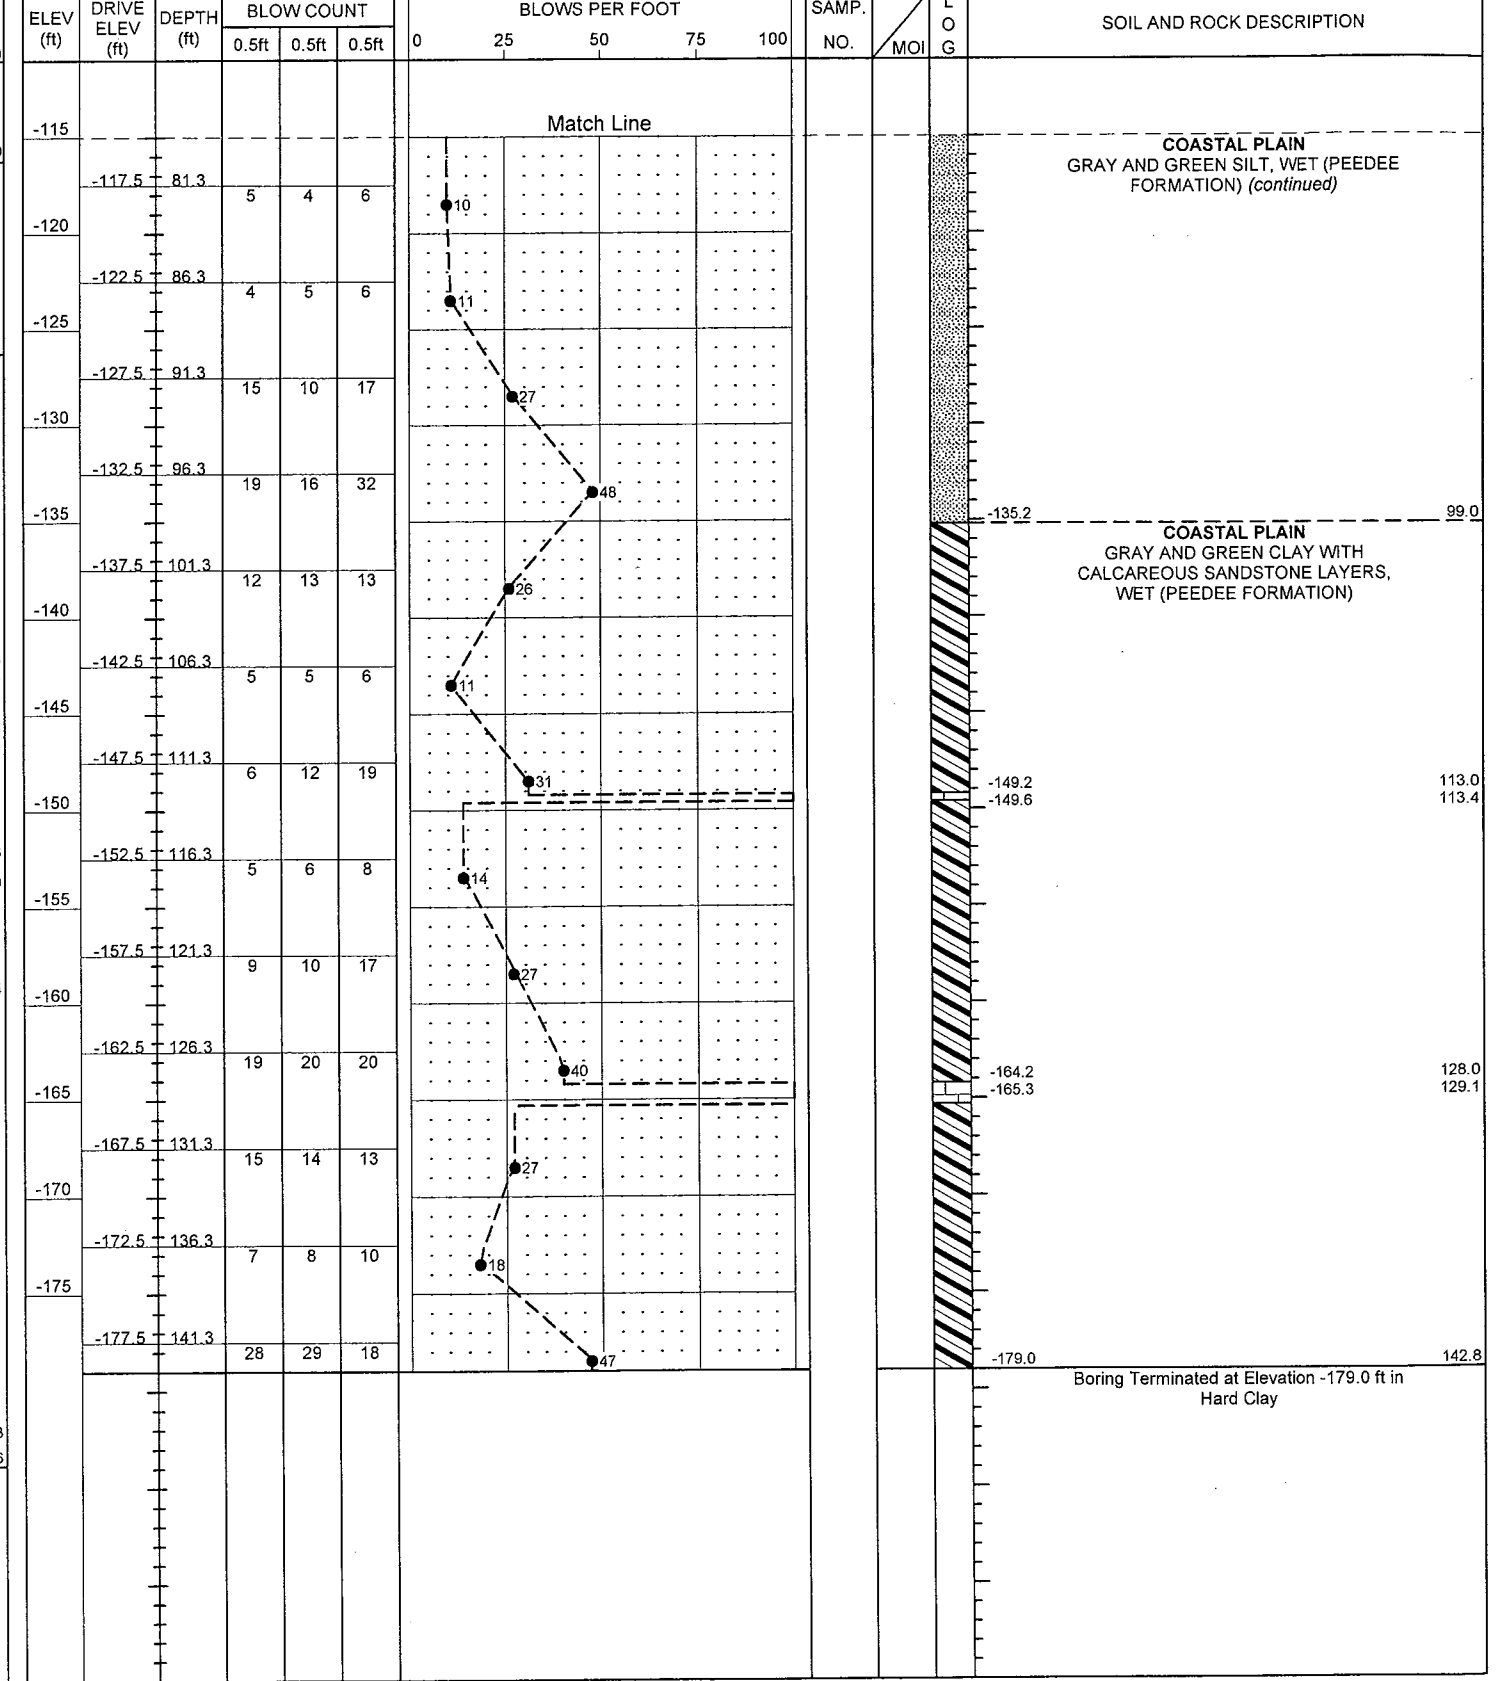 ELEV (ft) DRIVE ELEV (ft) DEPTH (ft) BLOW COUNT BLOWS PER FOOT SAMP. NO. MOI L O G SOIL AND ROCK DESCRIPTION
0.5ft 0.5ft 0.5ft 0 25 50 75 100
Match Line
-115
COASTAL PLAIN
GRAY AND GREEN SILT, WET (PEEDEE
FORMATION) (continued)
-117.5 81.3 5 4 6 10
-120
-122.5 86.3 4 5 6 11
-125
-127.5 91.3 15 10 17 27
-130
-132.5 96.3 19 16 32 48
-135 -135.2 99.0
COASTAL PLAIN
GRAY AND GREEN CLAY WITH
CALCAREOUS SANDSTONE LAYERS,
WET (PEEDEE FORMATION)
-137.5 101.3 12 13 13 26
-140
-142.5 106.3 5 5 6 11
-145
-147.5 111.3 6 12 19 31
-149.2 113.0
-150 -149.6 113.4
-152.5 116.3 5 6 8 14
-155
-157.5 121.3 9 10 17 27
-160
-162.5 126.3 19 20 20 40
-164.2 128.0
-165 -165.3 129.1
-167.5 131.3 15 14 13 27
-170
-172.5 136.3 7 8 10 18
-175
-177.5 141.3 28 29 18 47
-179.0 142.8
Boring Terminated at Elevation -179.0 ft in
Hard Clay